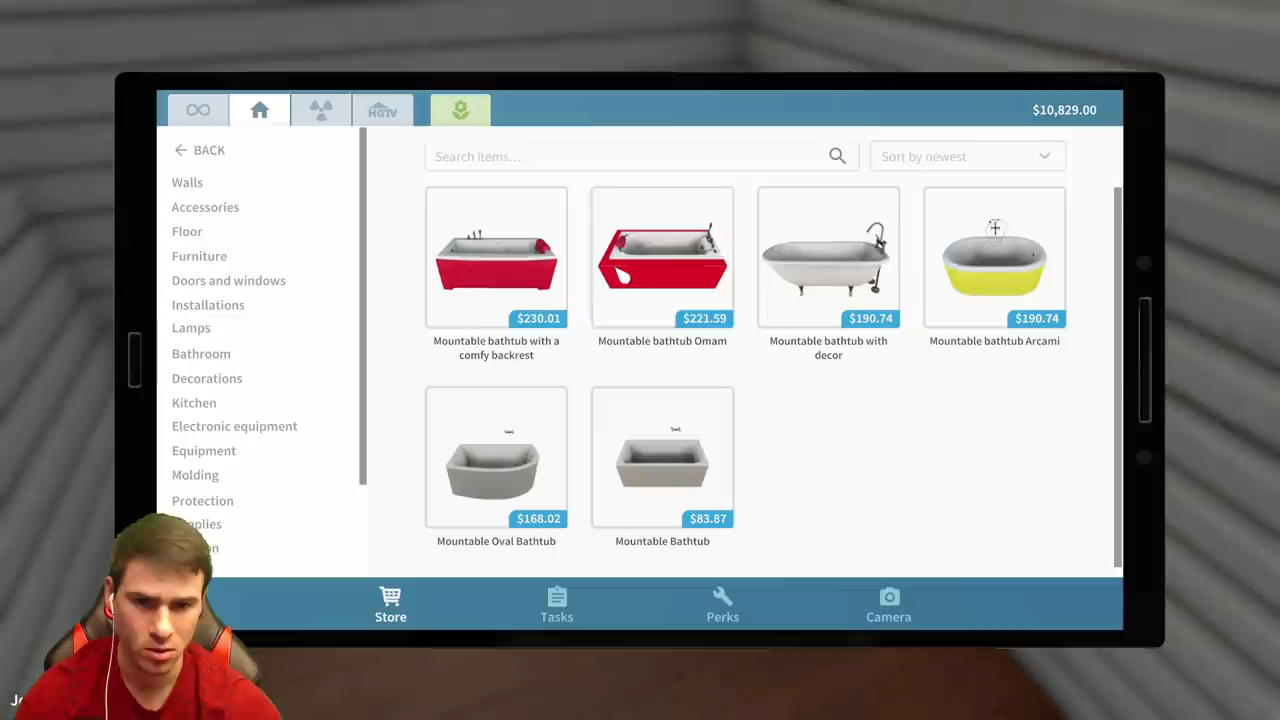 HGTV
$10,829.00
BACK
Search items...
Sort by newest
Walls
Accessories
Floor
Furniture
Doors and windows
Installations
Lamps
Bathroom
Decorations
Kitchen
Electronic equipment
Equipment
Molding
Protection
$230.01
$221.59
$190.74
$190.74
Mountable bathtub with a
comfy backrest
Mountable bathtub Omam
Mountable bathtub with
decor
Mountable bathtub Arcami
$168.02
$83.87
Mountable Oval Bathtub
Mountable Bathtub
Store
Tasks
Perks
Camera